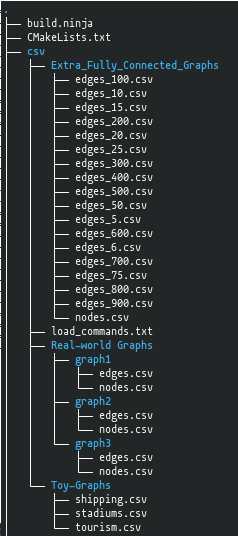 .
build.ninja
CMakeLists.txt
csv
Extra_Fully_Connected_Graphs
edges_100.csv
edges_10.csv
edges_15.csv
edges_200.csv
edges_20.csv
edges_25.csv
edges_300.csv
edges_400.csv
edges_500.csv
edges_50.csv
edges_5.csv
edges_600.csv
edges_6.csv
edges_700.csv
edges_75.csv
edges_800.csv
edges_900.csv
nodes.csv
load_commands.txt
Real-world Graphs
graph1
edges.csv
nodes.csv
graph2
edges.csv
nodes.csv
graph3
edges.csv
nodes.csv
Toy-Graphs
shipping.csv
stadiums.csv
tourism.csv